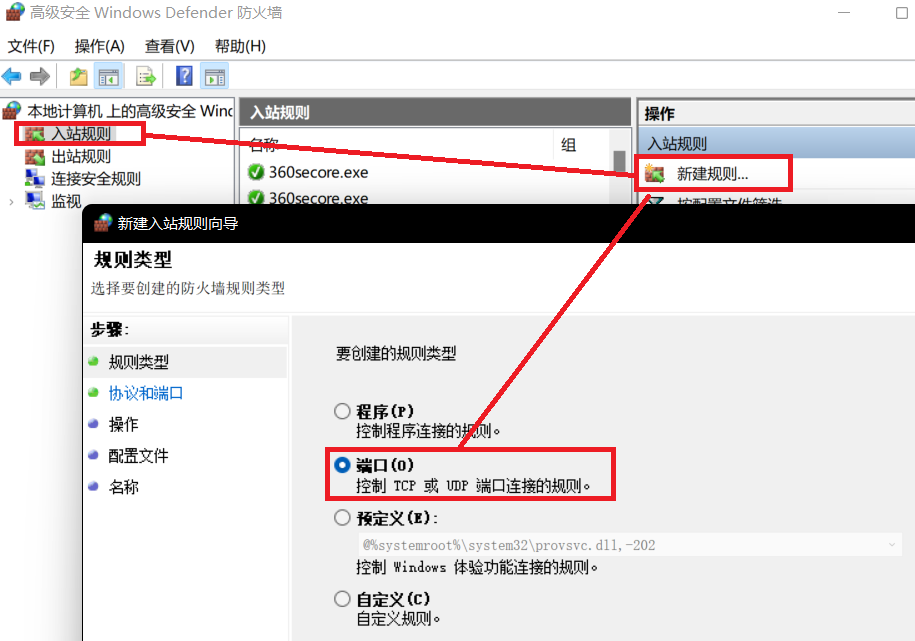 高级安全 Windows Defender 防火墙
文件(F) 操作(A) 查看(V) 帮助(H)
本地计算机 上的高级安全 Wind
入站规则
出站规则
连接安全规则
监视
入站规则
名称 组
360secore.exe
360secore.exe
操作
入站规则
新建规则...
按配置文件筛选
新建入站规则向导
规则类型
选择要创建的防火墙规则类型
步骤:
规则类型
协议和端口
操作
配置文件
名称
要创建的规则类型
程序(P)
控制程序连接的规则。
端口(O)
控制 TCP 或 UDP 端口连接的规则。
预定义(E):
@%systemroot%\system32\provsvc.dll,-202
控制 Windows 体验功能连接的规则。
自定义(C)
自定义规则。